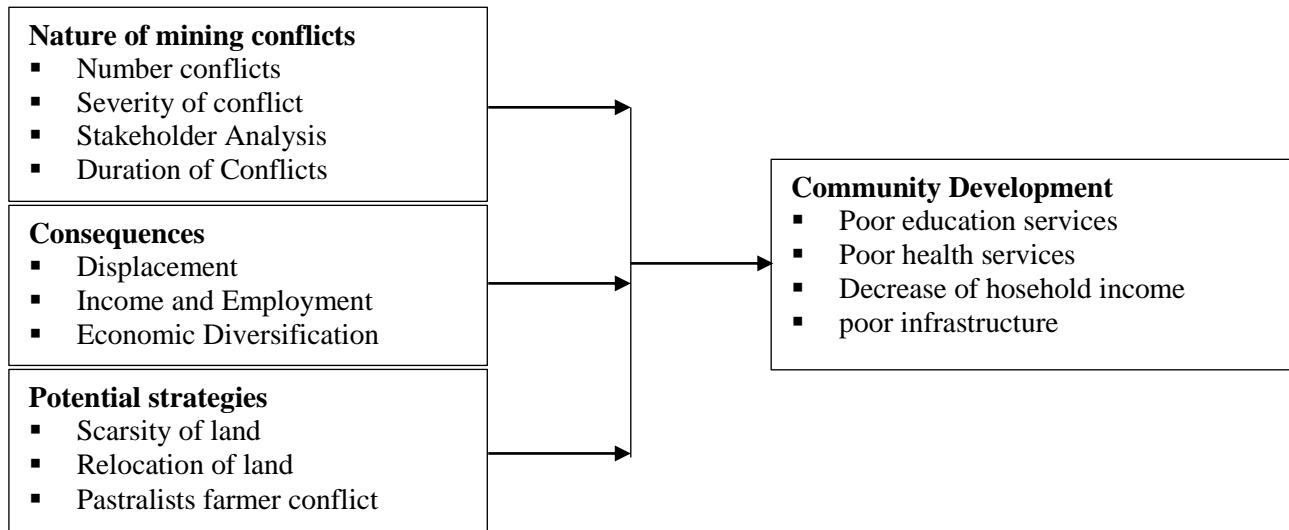 Nature of mining conflicts
▪ Number conflicts
▪ Severity of conflict
▪ Stakeholder Analysis
▪ Duration of Conflicts
Consequences
▪ Displacement
▪ Income and Employment
▪ Economic Diversification
Potential strategies
▪ Scarsity of land
▪ Relocation of land
▪ Pastralists farmer conflict
Community Development
▪ Poor education services
▪ Poor health services
▪ Decrease of hosehold income
▪ poor infrastructure